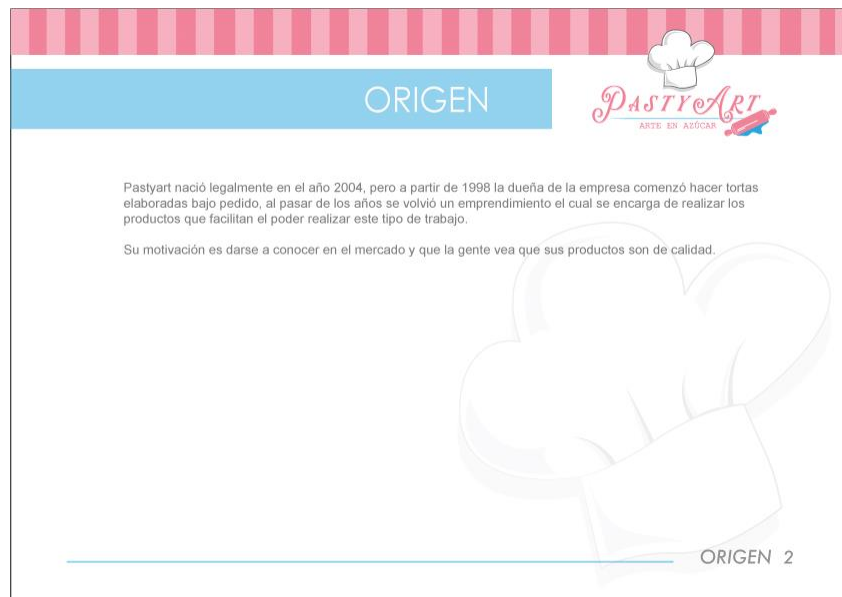 ORIGEN
PASTYART
ARTE EN AZÚCAR
Pastyart nació legalmente en el año 2004, pero a partir de 1998 la dueña de la empresa comenzó hacer tortas
elaboradas bajo pedido, al pasar de los años se volvió un emprendimiento el cual se encarga de realizar los
productos que facilitan el poder realizar este tipo de trabajo.
Su motivación es darse a conocer en el mercado y que la gente vea que sus productos son de calidad.
ORIGEN 2